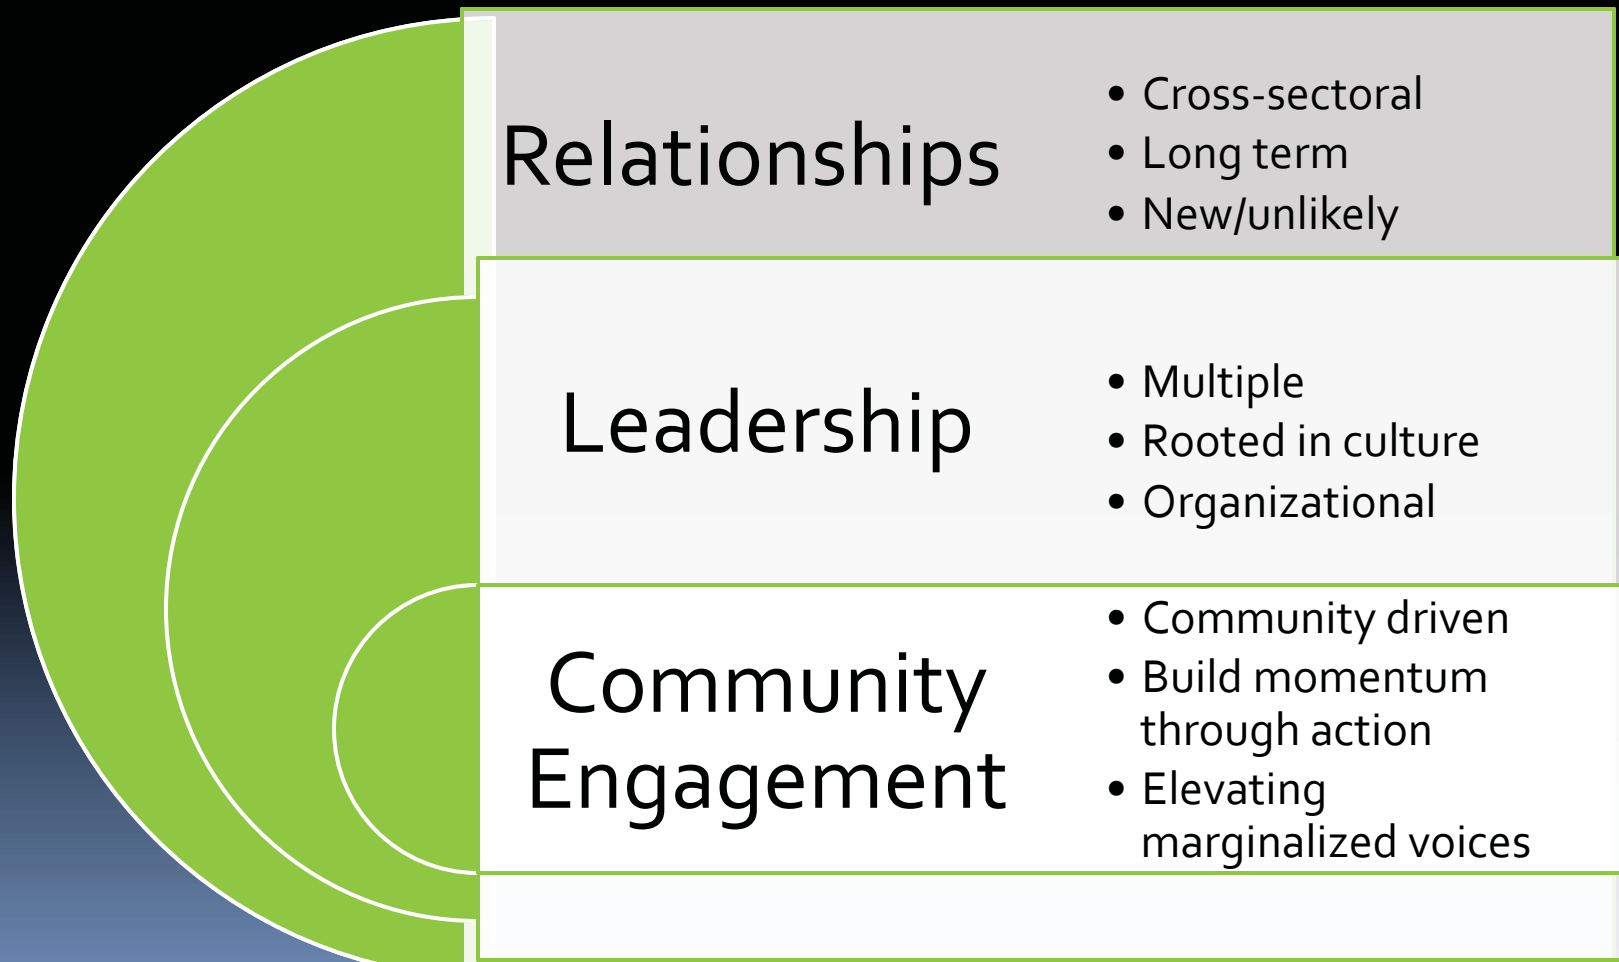 Relationships
• Cross-sectoral
• Long term
• New/unlikely
Leadership
• Multiple
• Rooted in culture
• Organizational
Community
Engagement
• Community driven
• Build momentum
through action
• Elevating
marginalized voices